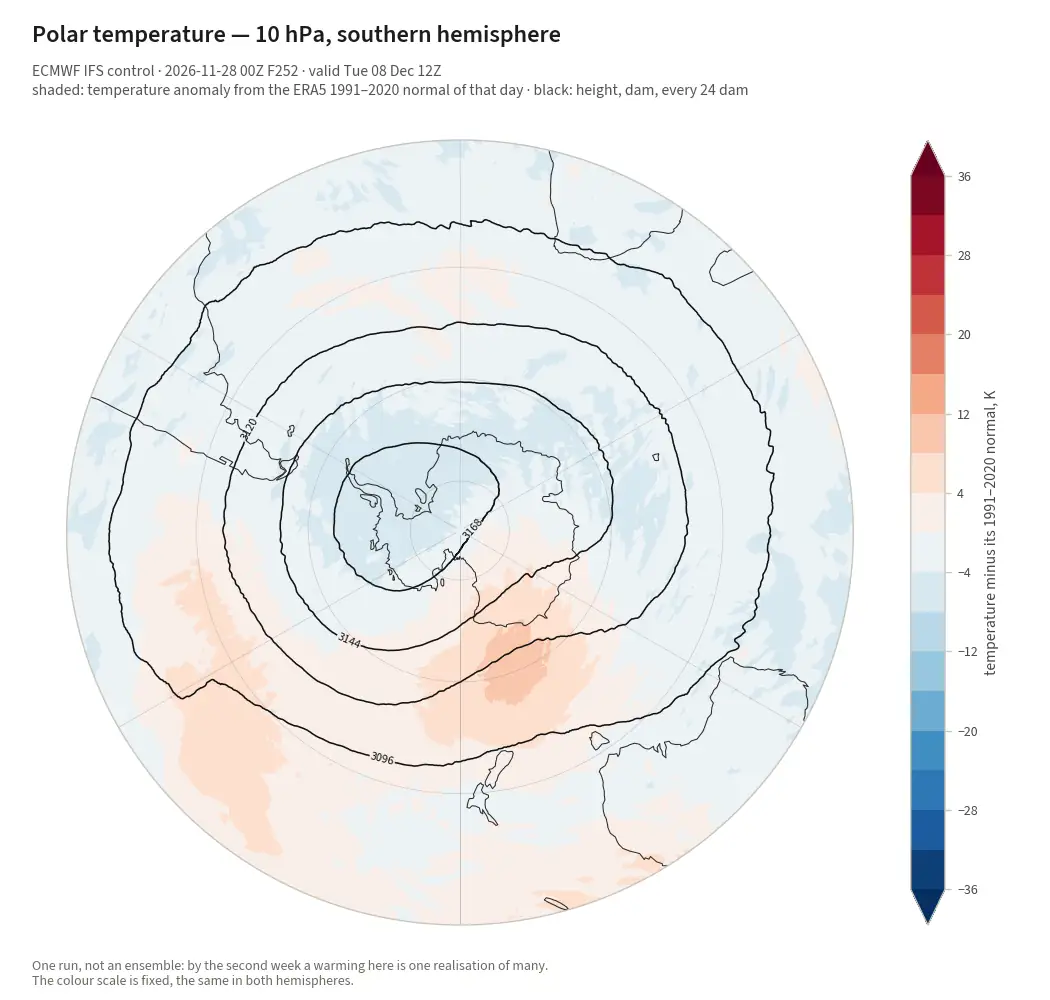 Polar temperature — 10 hPa, southern hemisphere
ECMWF IFS control · 2026-11-28 00Z F252 · valid Tue 08 Dec 12Z
shaded: temperature anomaly from the ERA5 1991–2020 normal of that day · black: height, dam, every 24 dam
36
28
20
12
4
−4
−12
−20
−28
−36
temperature minus its 1991–2020 normal, K
3120
3168
3144
3096
One run, not an ensemble: by the second week a warming here is one realisation of many.
The colour scale is fixed, the same in both hemispheres.